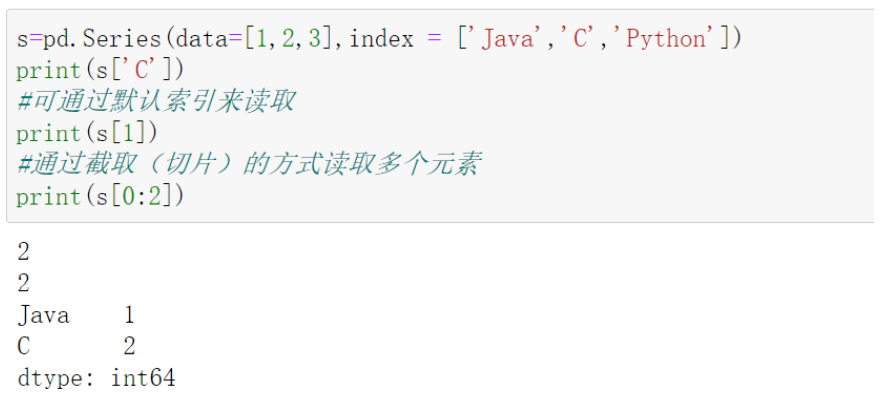 s=pd.Series(data=[1,2,3],index = ['Java','C','Python'])
print(s['C'])
#可通过默认索引来读取
print(s[1])
#通过截取（切片）的方式读取多个元素
print(s[0:2])
2
2
Java    1
C       2
dtype: int64